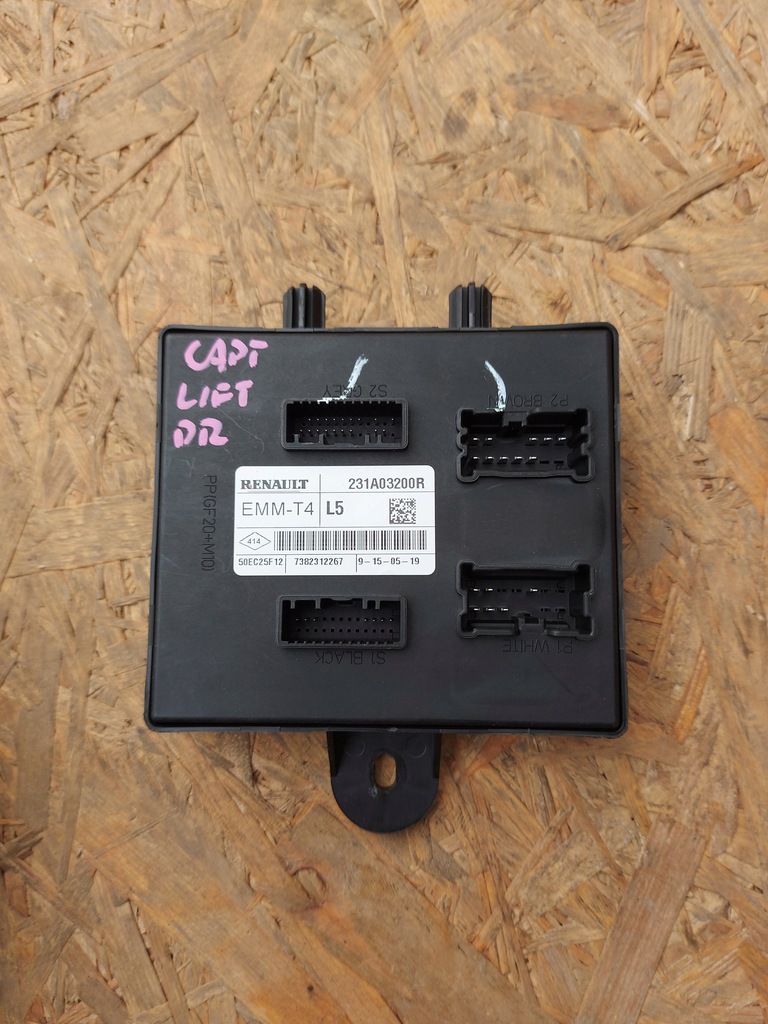 CAPT
LIFT
DIZ
S2 GREY
P2 BROWN
RENAULT 231A03200R
EMM-T4 L5
414
50EC25F12 7382312267 9-15-05-19
PP(GF20+M10)
S1 BLACK
P1 WHITE